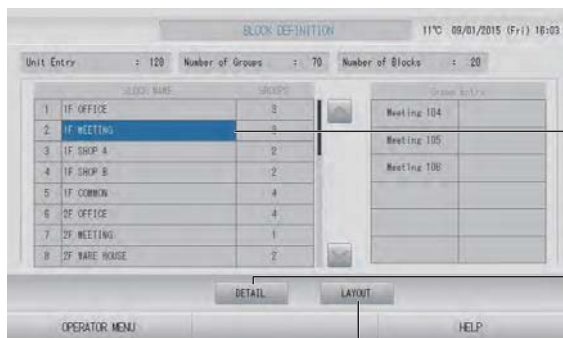 BLOCK DEFINITION 11°C 09/01/2015 (Fri) 16:03
Unit Entry : 128 Number of Groups : 70 Number of Blocks : 20
BLOCK NAME GROUPS Group Entry
1 1F OFFICE 3
2 1F MEETING 3
3 1F SHOP A 2
4 1F SHOP B 2
5 1F COMMON 4
6 2F OFFICE 4
7 2F MEETING 1
8 2F WARE HOUSE 2
Meeting 104
Meeting 105
Meeting 106
DETAIL LAYOUT
OPERATOR MENU HELP